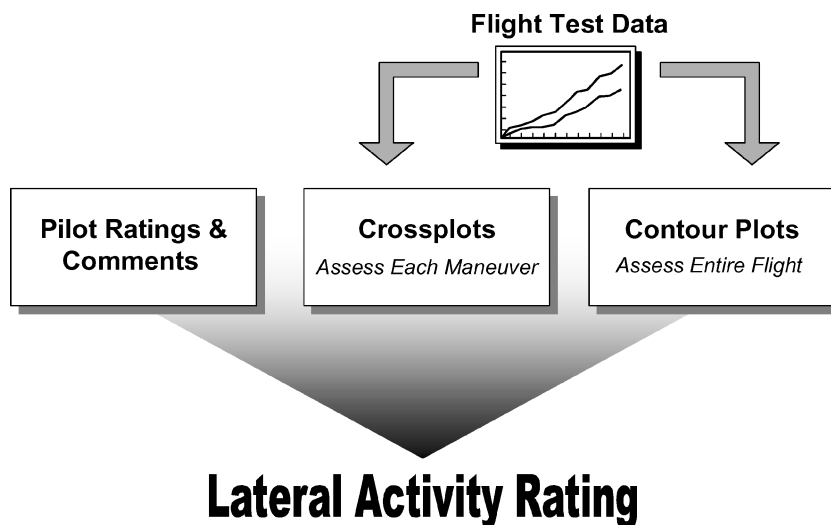 Flight Test Data
Pilot Ratings &
Comments
Crossplots
Assess Each Maneuver
Contour Plots
Assess Entire Flight
Lateral Activity Rating